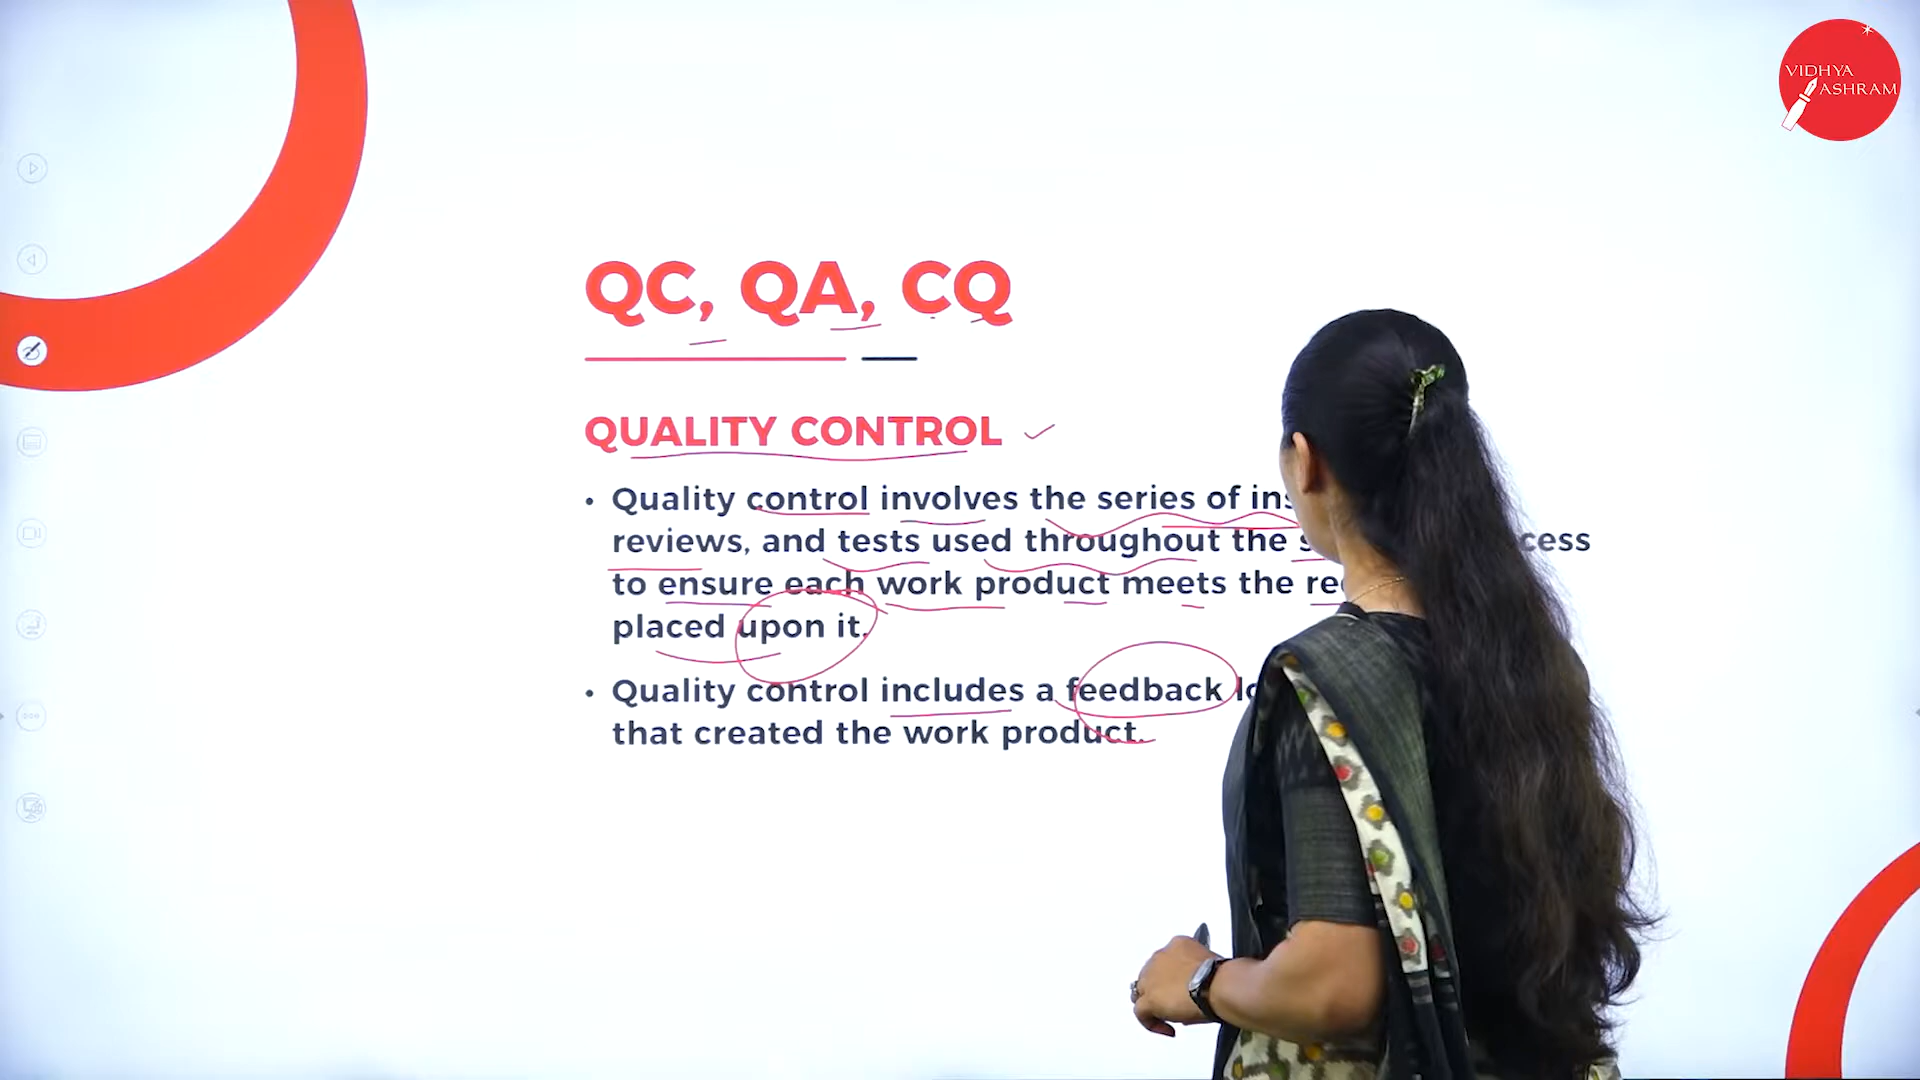 VIDHYA
ASHRAM
QC, QA, CQ
QUALITY CONTROL
• Quality control involves the series of
reviews, and tests used throughout the
to ensure each work product meets the
placed upon it.
• Quality control includes a feedback
that created the work product.